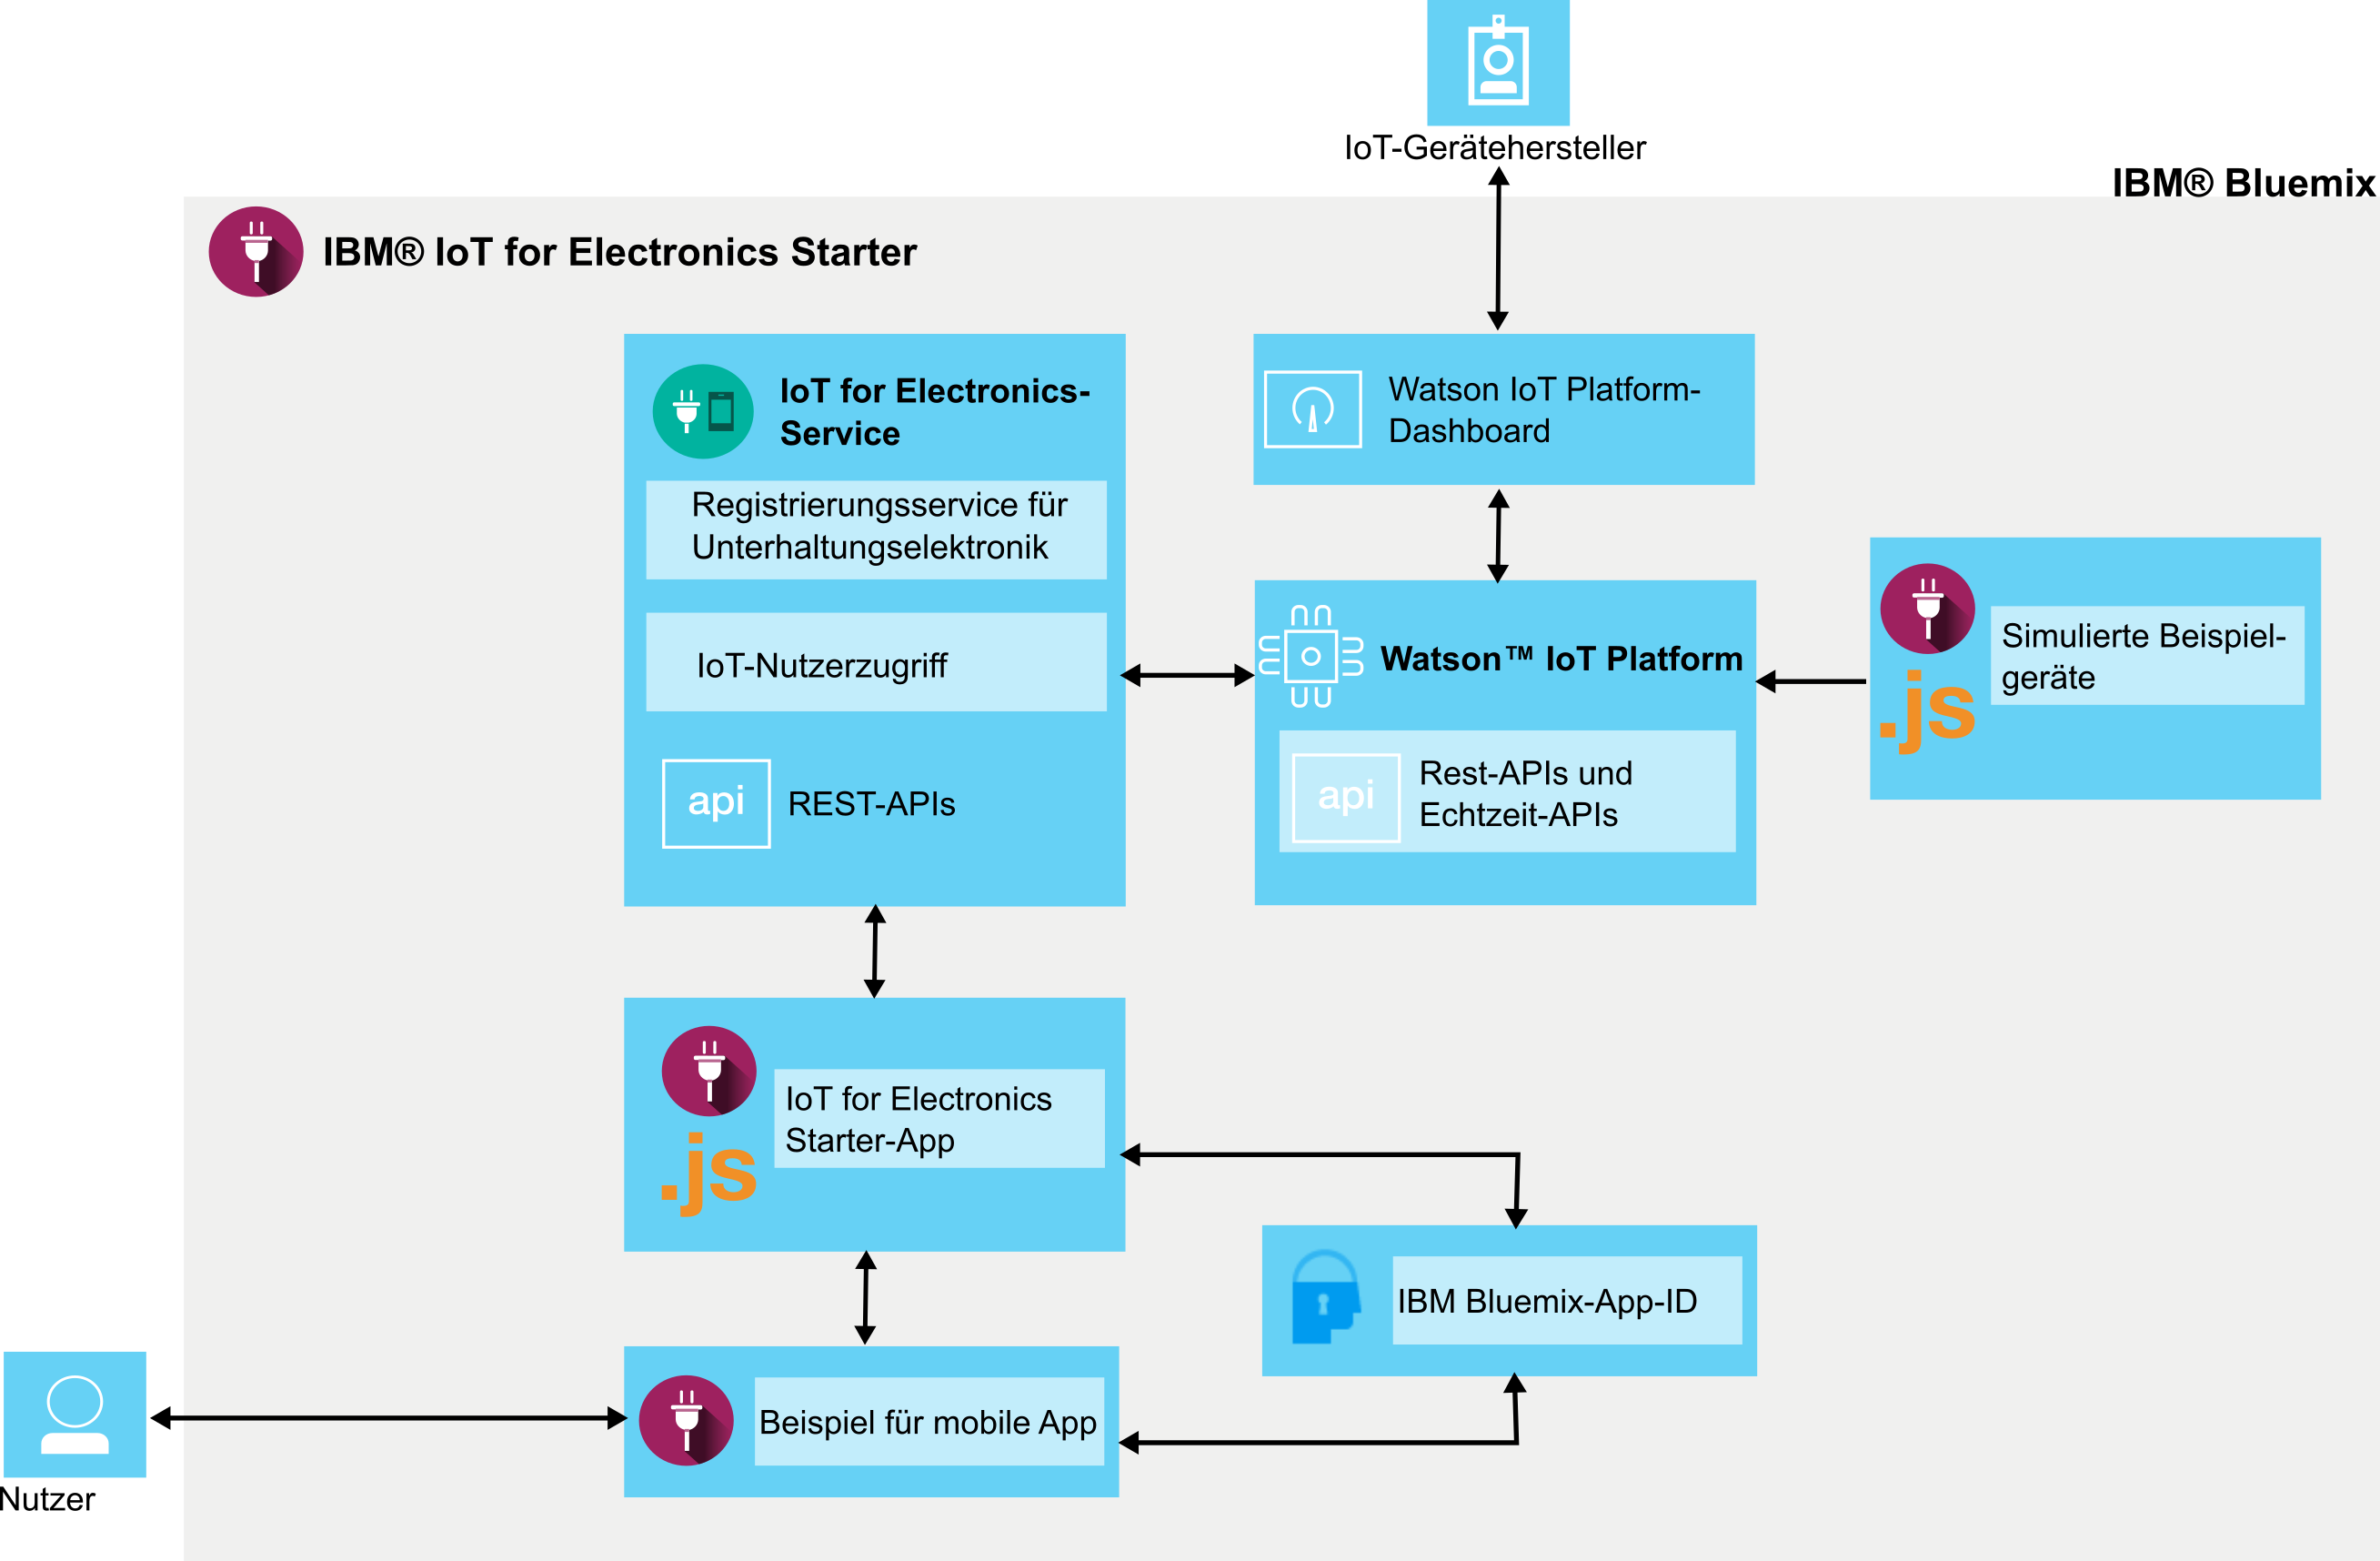 IoT-Gerätehersteller
IBM® Bluemix
IBM® IoT for Electronics Starter
IoT for Electronics-
Service
Registrierungsservice für
Unterhaltungselektronik
IoT-Nutzerzugriff
api
REST-APIs
Watson IoT Platform-
Dashboard
Watson™ IoT Platform
api
Rest-APIs und
Echtzeit-APIs
Simulierte Beispiel-
geräte
.js
IoT for Electronics
Starter-App
.js
IBM Bluemix-App-ID
Beispiel für mobile App
Nutzer